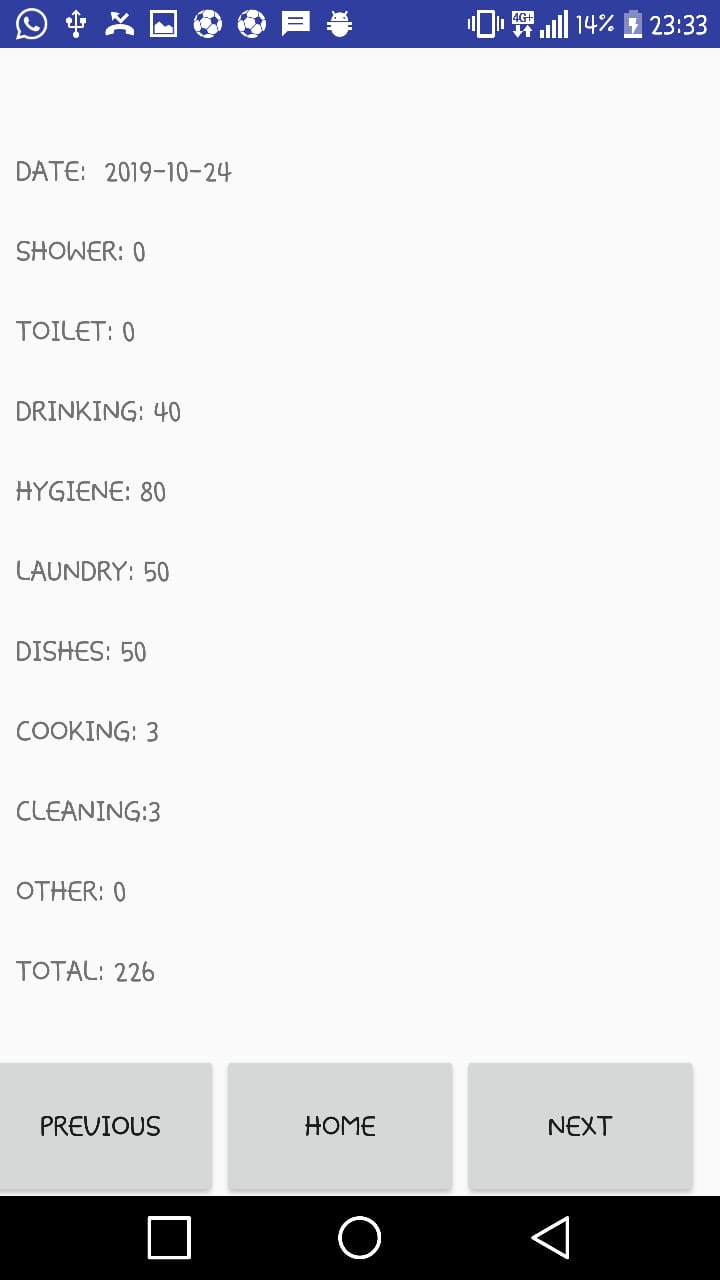 4G+ 14% 23:33
DATE: 2019-10-24
SHOWER: 0
TOILET: 0
DRINKING: 40
HYGIENE: 80
LAUNDRY: 50
DISHES: 50
COOKING: 3
CLEANING:3
OTHER: 0
TOTAL: 226
PREVIOUS HOME NEXT